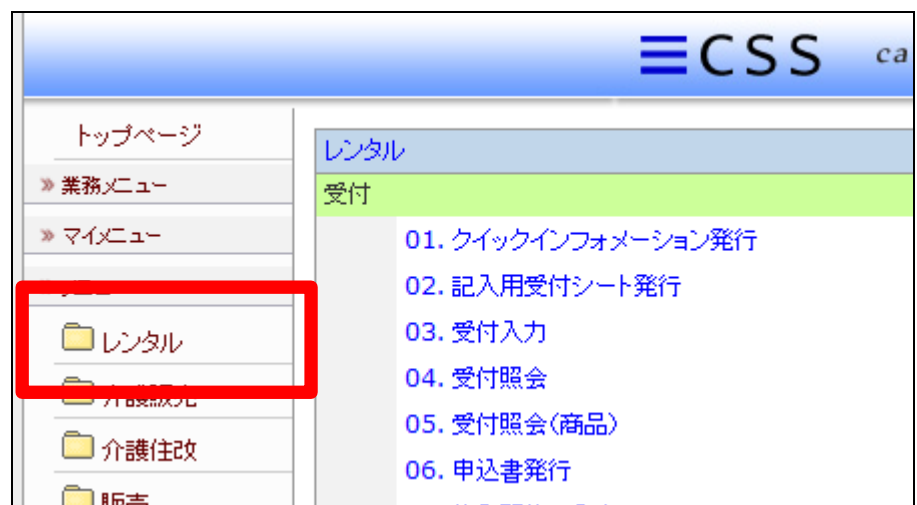 CSS ca
トップページ
業務メニュー
マイメニュー
レンタル
介護住改
販売
レンタル
受付
01. クイックインフォメーション発行
02. 記入用受付シート発行
03. 受付入力
04. 受付照会
05. 受付照会(商品)
06. 申込書発行